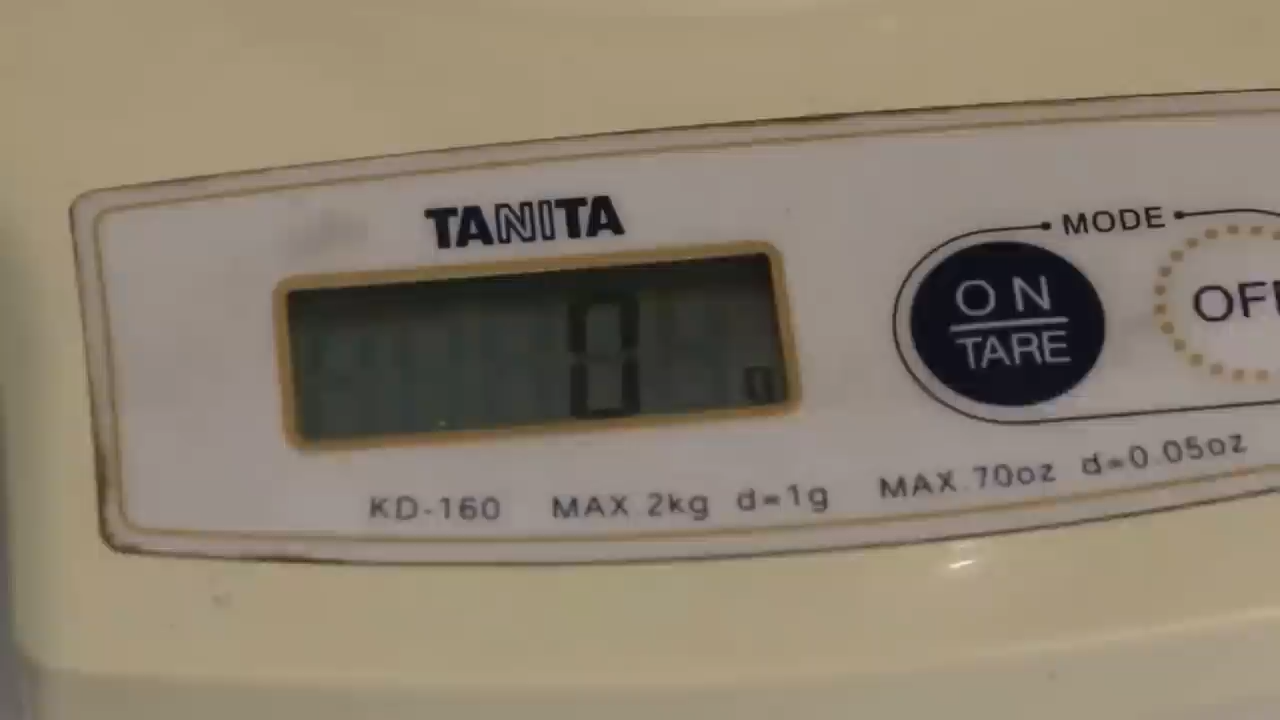 TANITA
MODE
0 g
ON
TARE
OFF
KD-160 MAX 2kg d=1g MAX.70oz d=0.05oz